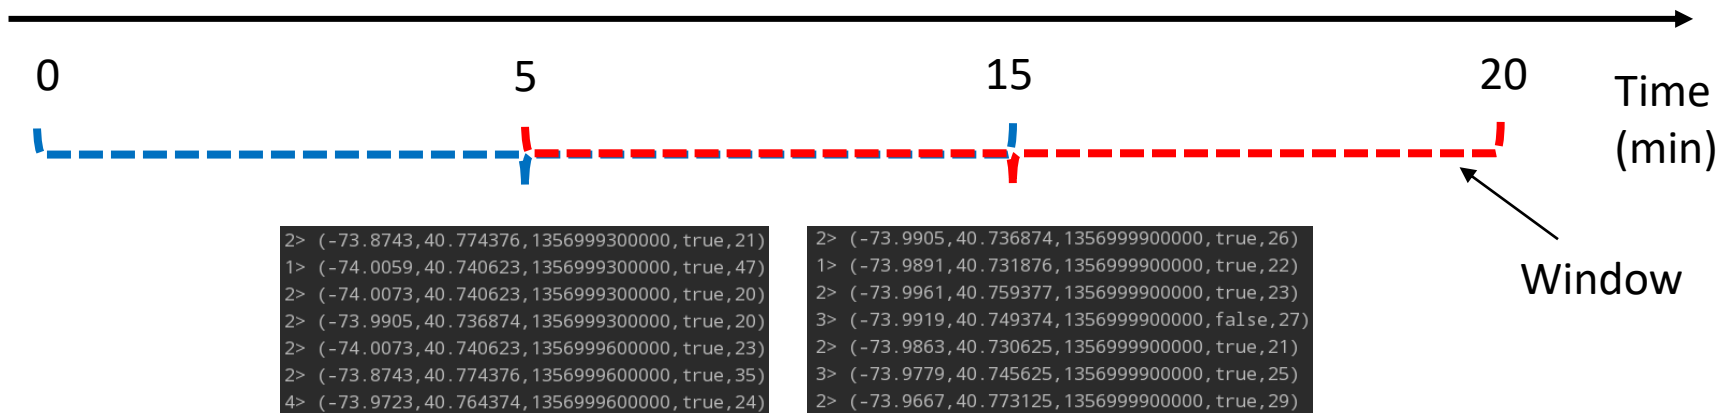 0
5
15
20
Time
(min)
2> (-73.8743,40.774376,1356999300000,true,21)
1> (-74.0059,40.740623,1356999300000,true,47)
2> (-74.0073,40.740623,1356999300000,true,20)
2> (-73.9905,40.736874,1356999300000,true,20)
2> (-74.0073,40.740623,1356999600000,true,23)
2> (-73.8743,40.774376,1356999600000,true,35)
4> (-73.9723,40.764374,1356999600000,true,24)
2> (-73.9905,40.736874,1356999900000,true,26)
1> (-73.9891,40.731876,1356999900000,true,22)
2> (-73.9961,40.759377,1356999900000,true,23)
3> (-73.9919,40.749374,1356999900000,false,27)
2> (-73.9863,40.730625,1356999900000,true,21)
3> (-73.9779,40.745625,1356999900000,true,25)
2> (-73.9667,40.773125,1356999900000,true,29)
Window